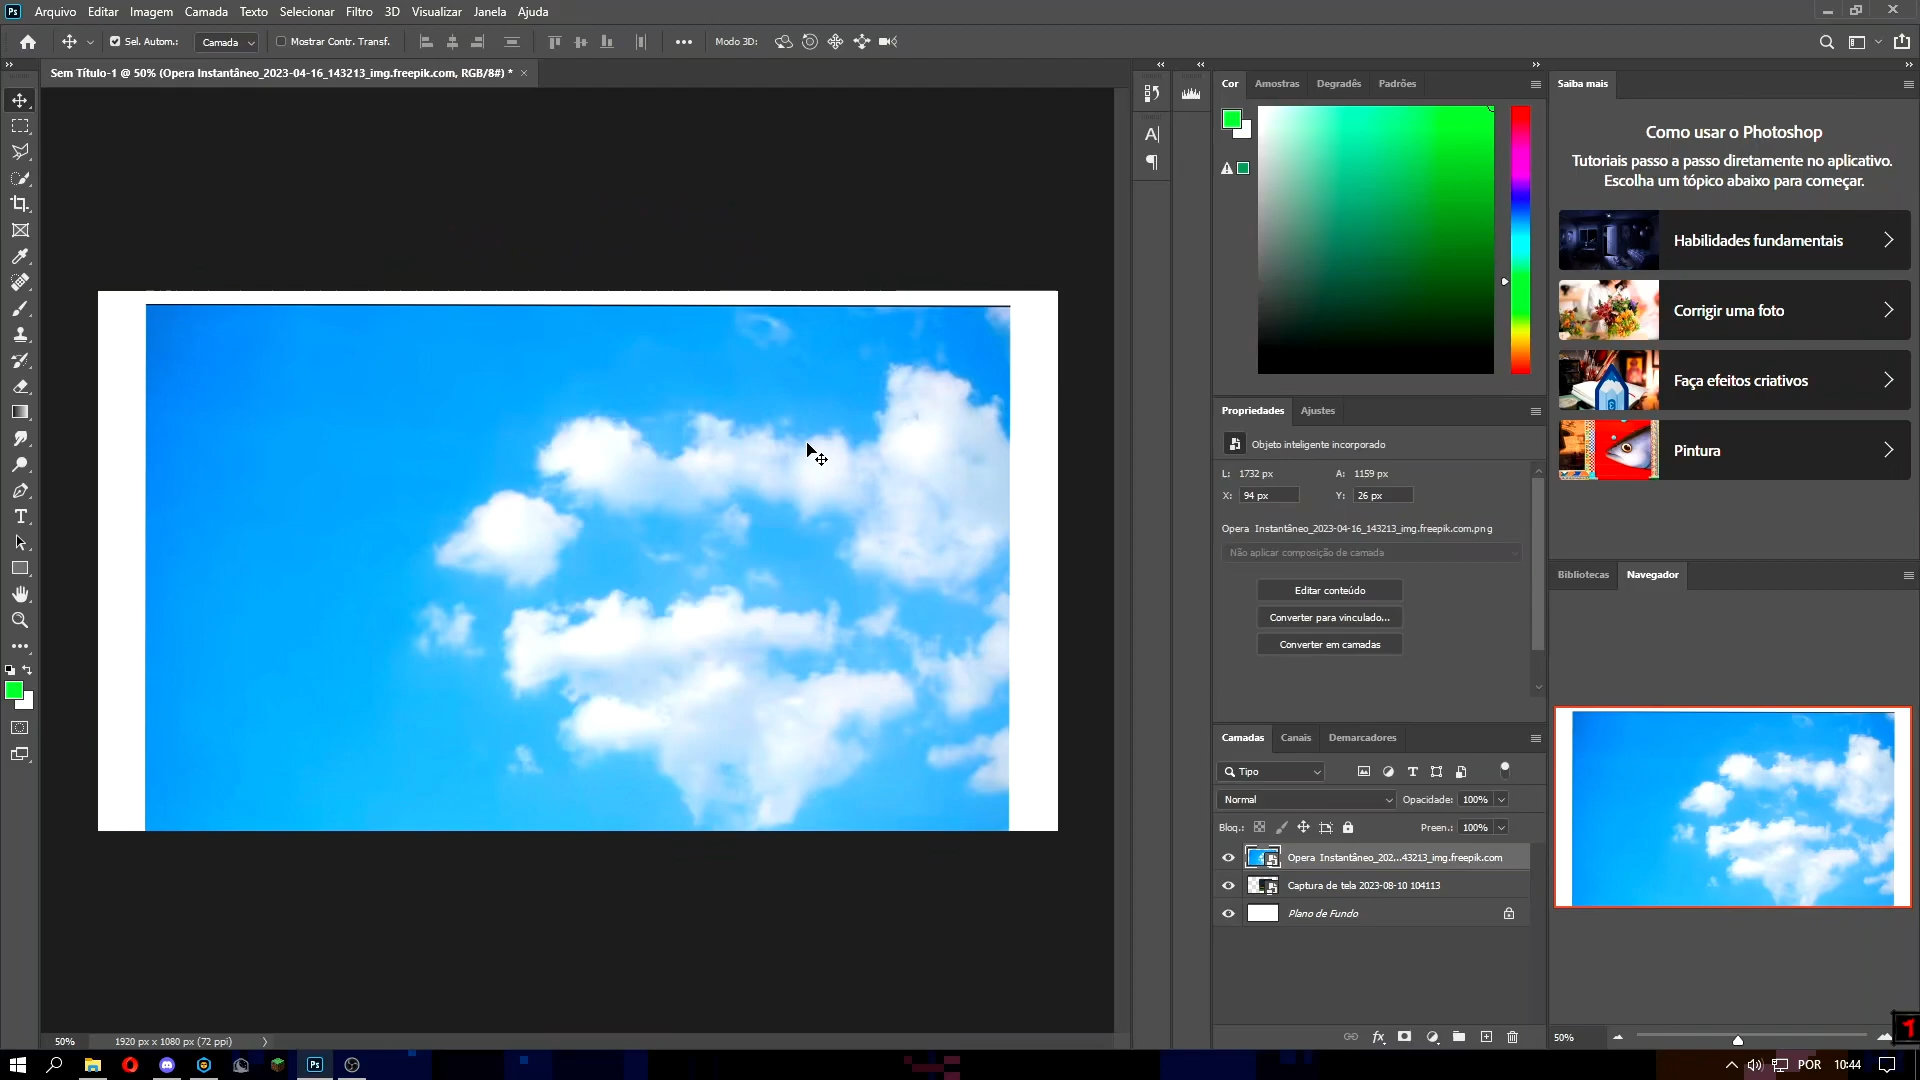 Ps Arquivo Editar Imagem Camada Texto Selecionar Filtro 3D Visualizar Janela Ajuda
Sel. Autom.: Camada Mostrar Contr. Transf. Modo 3D:
Sem Título-1 @ 50% (Opera Instantâneo_2023-04-16_143213_img.freepik.com, RGB/8#) *
Cor Amostras Degradês Padrões
Saiba mais
Como usar o Photoshop
Tutoriais passo a passo diretamente no aplicativo.
Escolha um tópico abaixo para começar.
Habilidades fundamentais
Corrigir uma foto
Faça efeitos criativos
Pintura
Propriedades Ajustes
Objeto inteligente incorporado
L: 1732 px A: 1159 px
X: 94 px Y: 26 px
Opera Instantâneo_2023-04-16_143213_img.freepik.com.png
Não aplicar composição de camada
Editar conteúdo
Converter para vinculado...
Converter em camadas
Bibliotecas Navegador
Camadas Canais Demarcadores
Tipo
Normal Opacidade: 100%
Bloq.: Preen.: 100%
Opera Instantâneo_202...43213_img.freepik.com
Captura de tela 2023-08-10 104113
Plano de Fundo
50%
50% 1920 px x 1080 px (72 ppi)
1
Ps POR 10:44